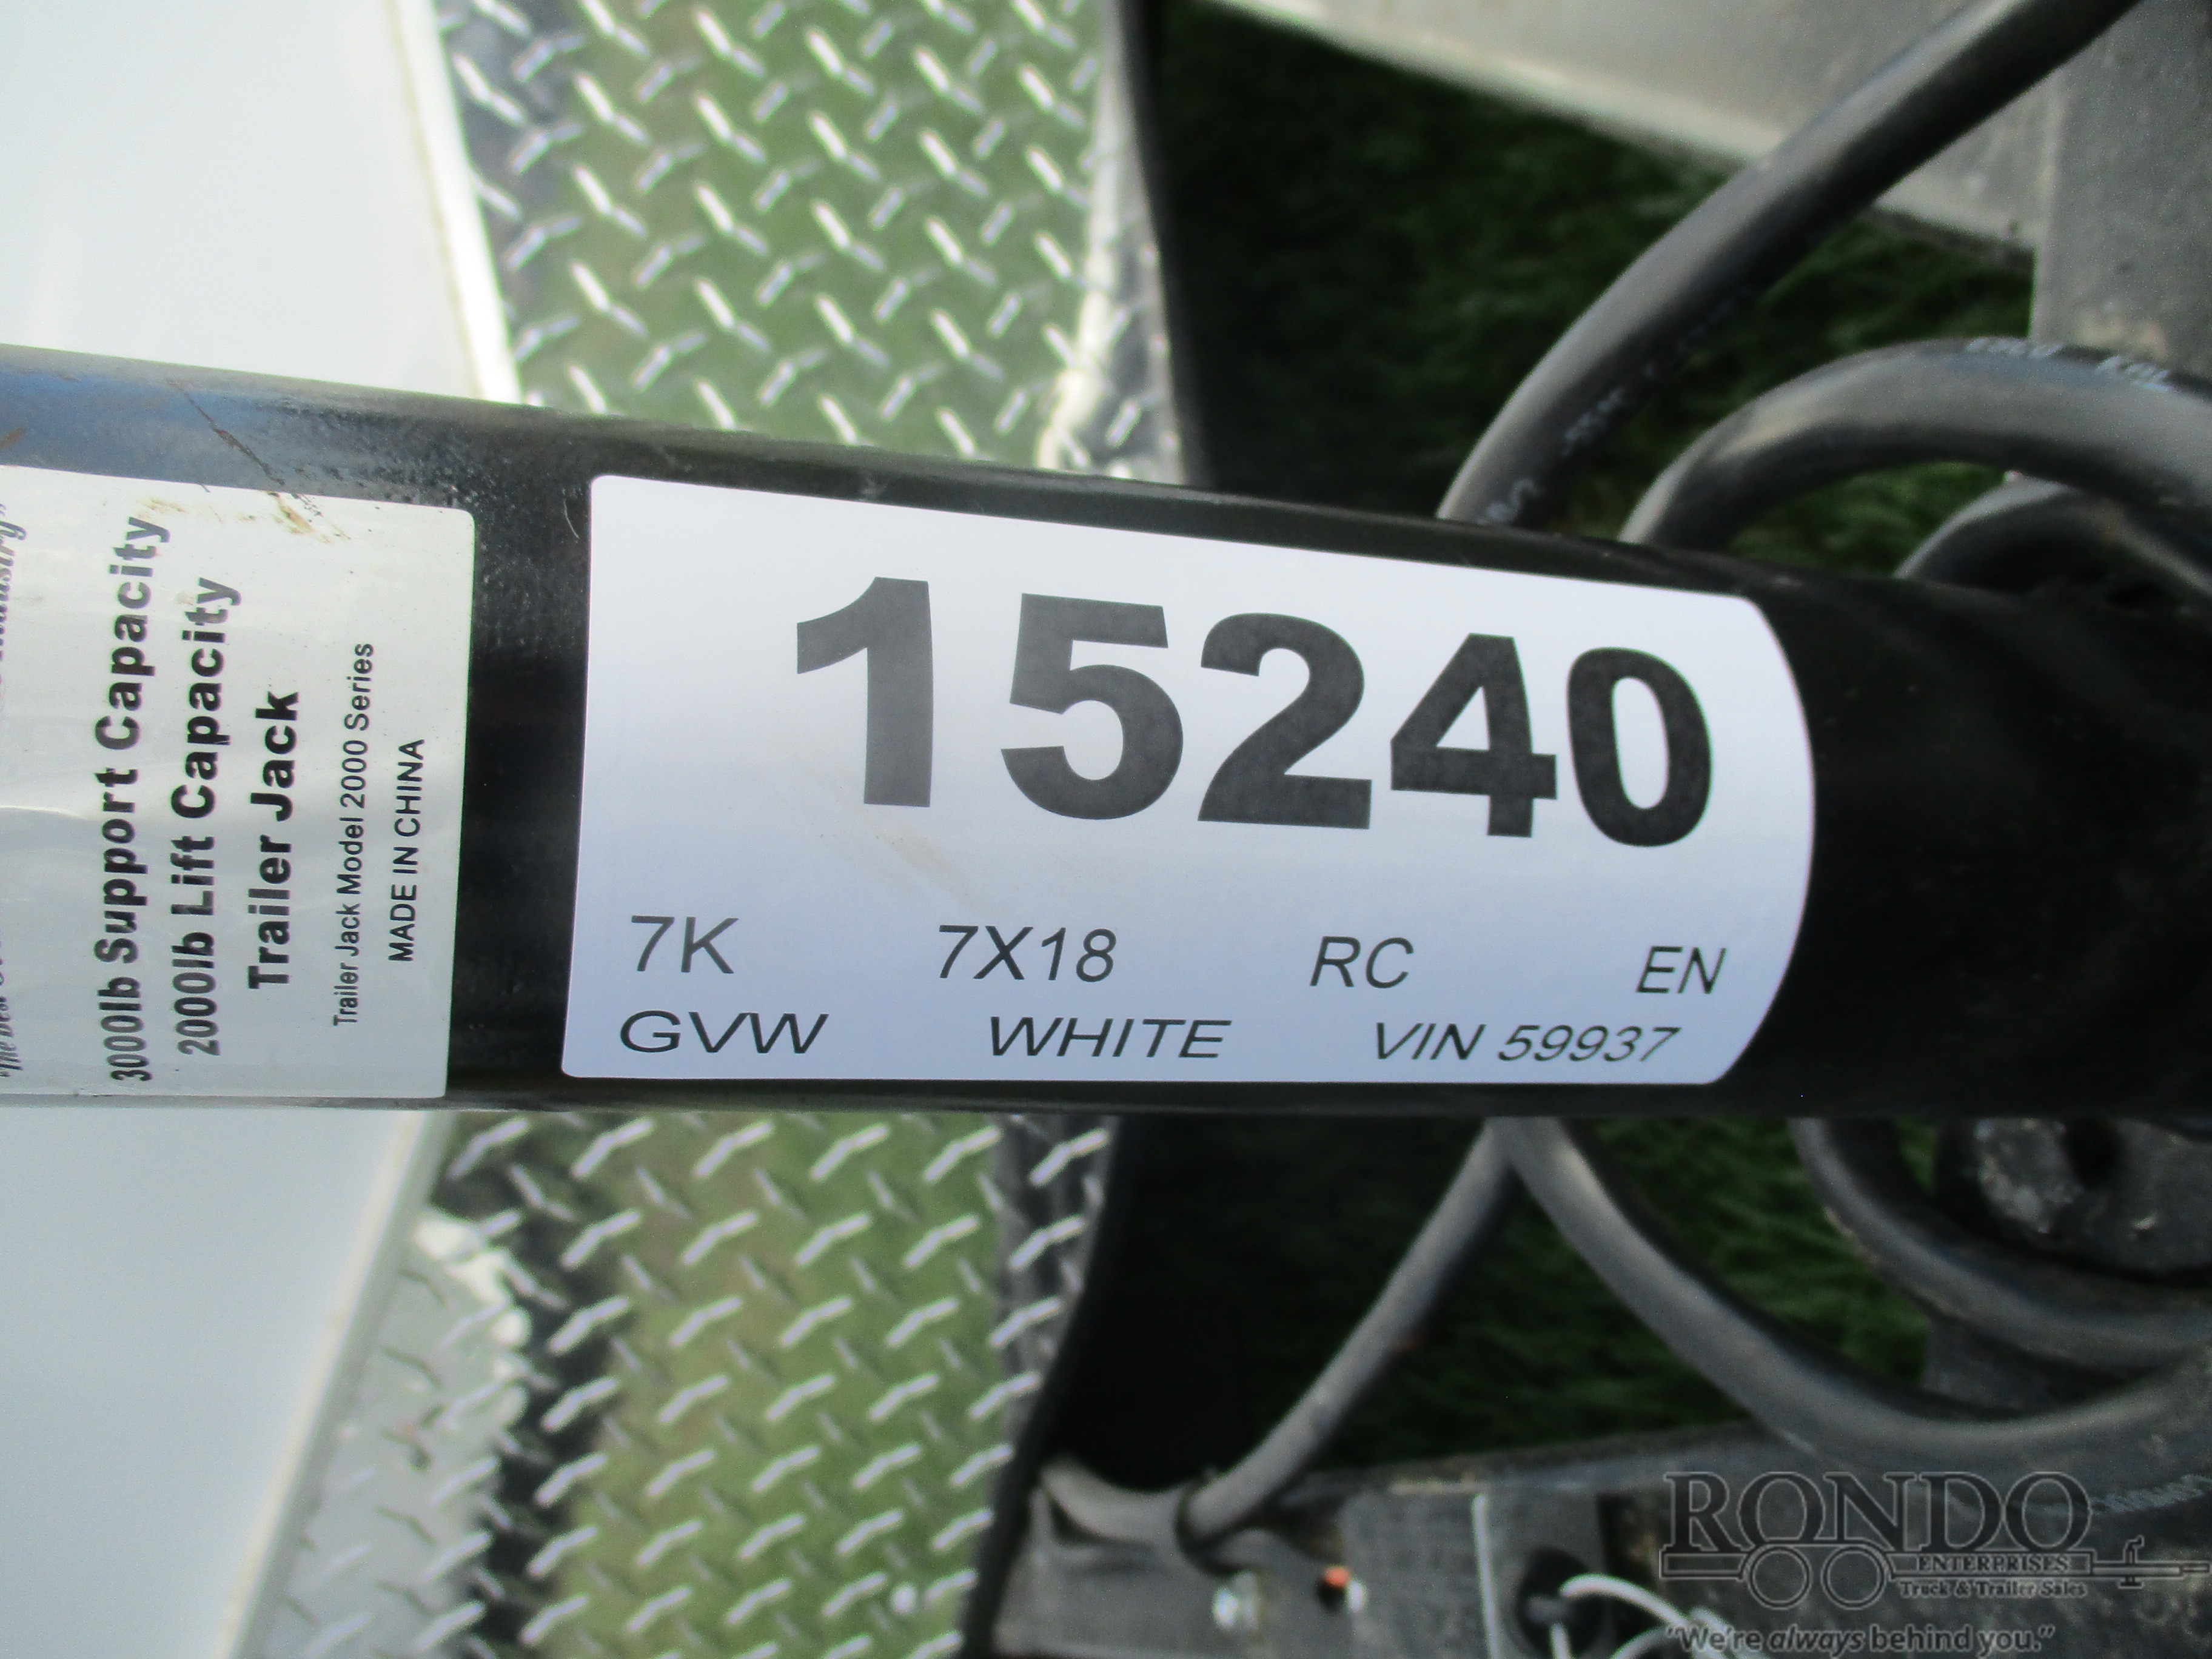 3000lb Support Capacity
2000lb Lift Capacity
Trailer Jack
Trailer Jack Model 2000 Series
MADE IN CHINA
15240
7K 7X18 RC EN
GVW WHITE VIN 59937
RONDO
ENTERPRISES
Truck & Trailer Sales
"We're always behind you."